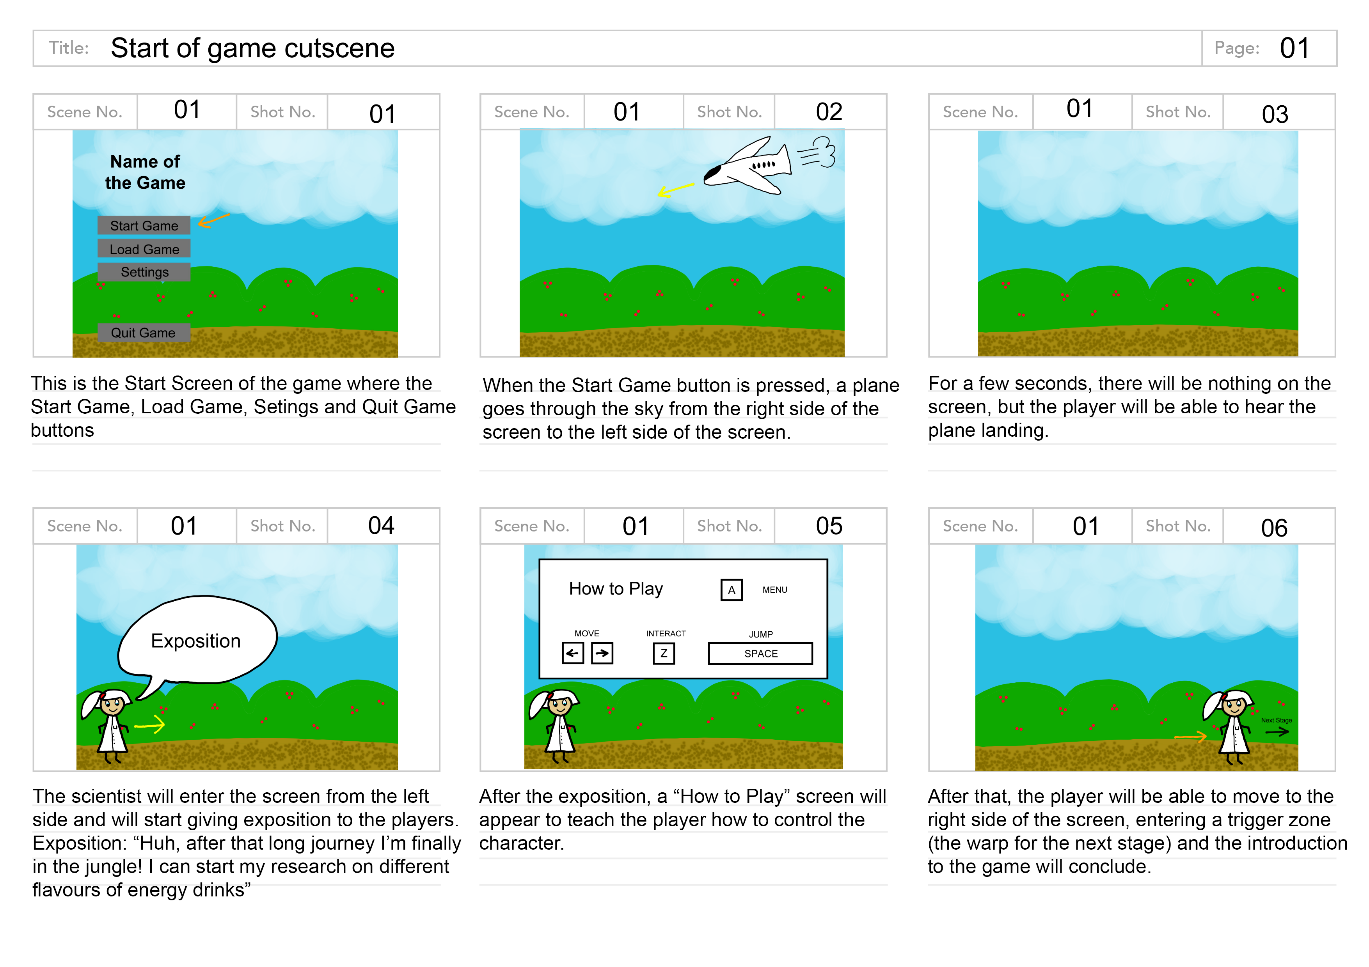 Title: Start of game cutscene Page: 01
Scene No. 01 Shot No. 01
Name of
the Game
Start Game
Load Game
Settings
Quit Game
This is the Start Screen of the game where the
Start Game, Load Game, Setings and Quit Game
buttons
Scene No. 01 Shot No. 02
When the Start Game button is pressed, a plane
goes through the sky from the right side of the
screen to the left side of the screen.
Scene No. 01 Shot No. 03
For a few seconds, there will be nothing on the
screen, but the player will be able to hear the
plane landing.
Scene No. 01 Shot No. 04
Exposition
The scientist will enter the screen from the left
side and will start giving exposition to the players.
Exposition: “Huh, after that long journey I’m finally
in the jungle! I can start my research on different
flavours of energy drinks”
Scene No. 01 Shot No. 05
How to Play A MENU
MOVE INTERACT JUMP
← → Z SPACE
After the exposition, a “How to Play” screen will
appear to teach the player how to control the
character.
Scene No. 01 Shot No. 06
Next Stage
After that, the player will be able to move to the
right side of the screen, entering a trigger zone
(the warp for the next stage) and the introduction
to the game will conclude.